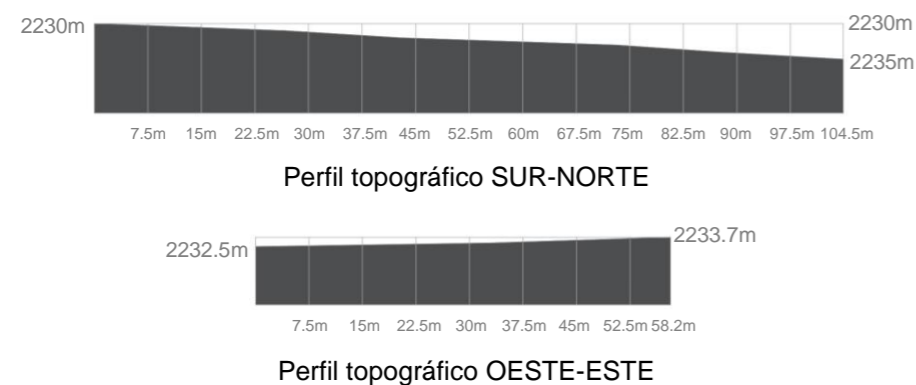 2230m 2230m
2235m
7.5m 15m 22.5m 30m 37.5m 45m 52.5m 60m 67.5m 75m 82.5m 90m 97.5m 104.5m
Perfil topográfico SUR-NORTE
2233.7m
2232.5m
7.5m 15m 22.5m 30m 37.5m 45m 52.5m 58.2m
Perfil topográfico OESTE-ESTE